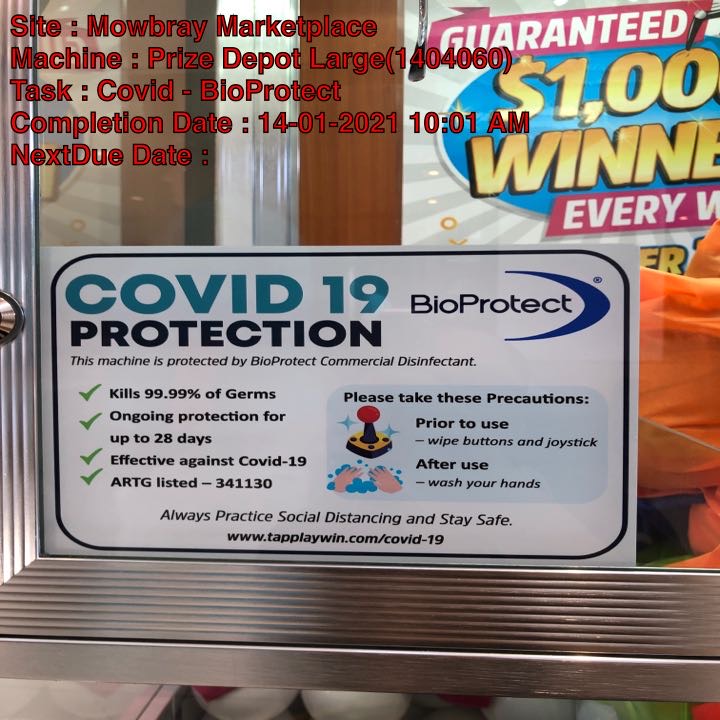 Site : Mowbray Marketplace
Machine : Prize Depot Large(1404060)
Task : Covid - BioProtect
Completion Date : 14-01-2021 10:01 AM
NextDue Date :
GUARANTEED
$1,00
WINNE
EVERY W
ER
COVID 19
PROTECTION
BioProtect®
This machine is protected by BioProtect Commercial Disinfectant.
Kills 99.99% of Germs
Ongoing protection for
up to 28 days
Effective against Covid-19
ARTG listed – 341130
Please take these Precautions:
Prior to use
– wipe buttons and joystick
After use
– wash your hands
Always Practice Social Distancing and Stay Safe.
www.tapplaywin.com/covid-19